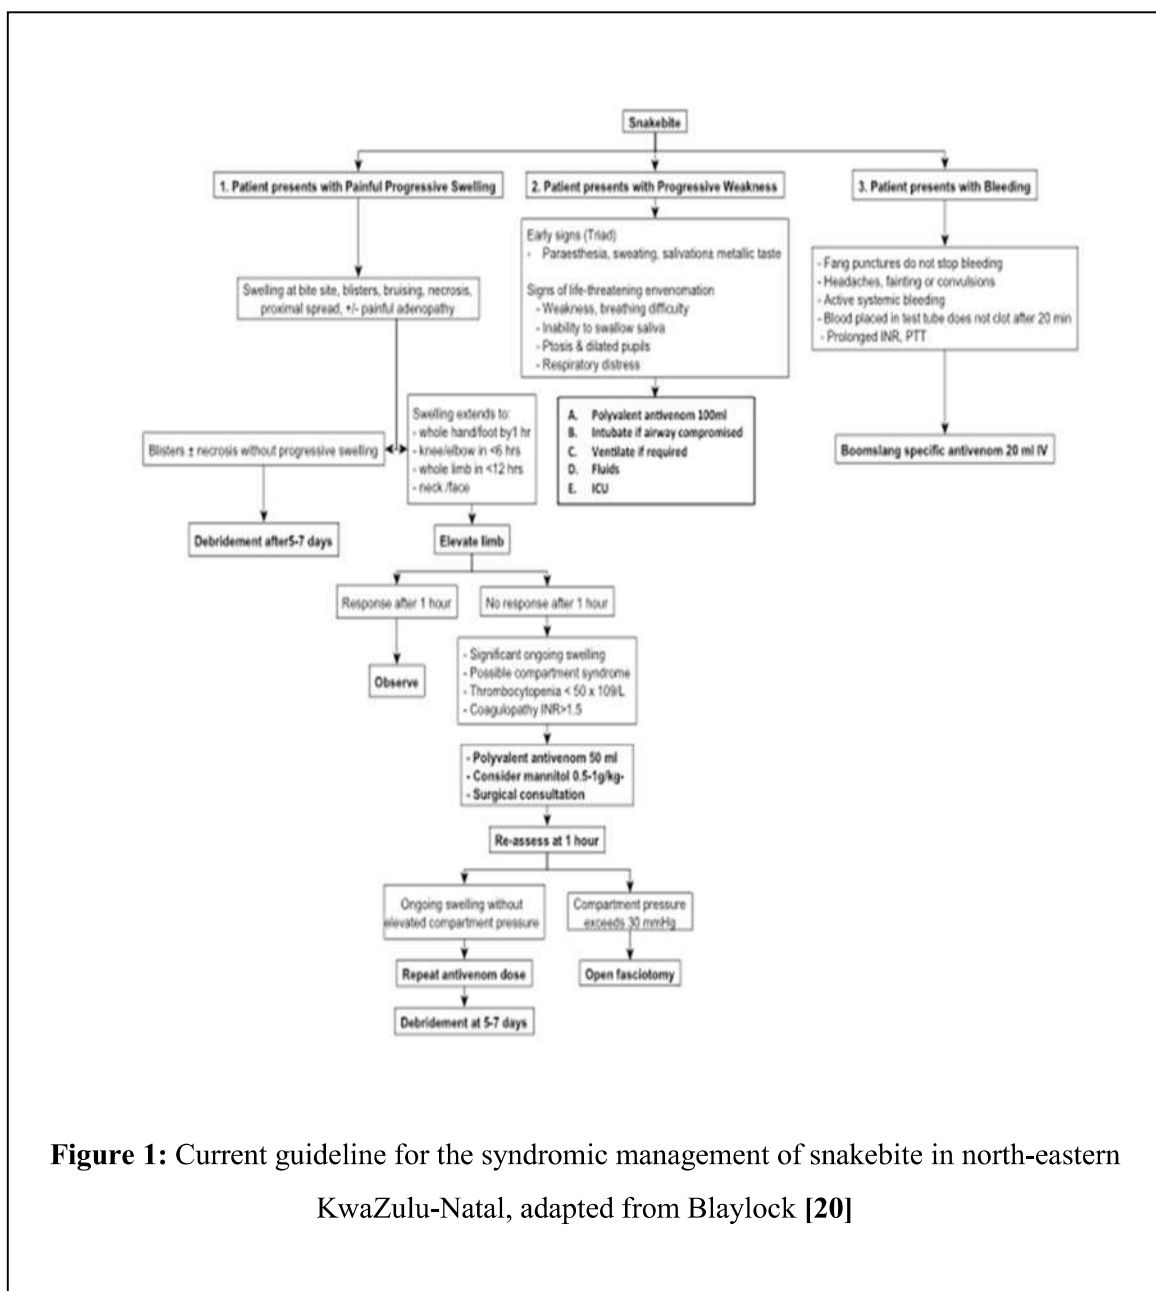 Snakebite
1. Patient presents with Painful Progressive Swelling
2. Patient presents with Progressive Weakness
3. Patient presents with Bleeding
Swelling at bite site, blisters, bruising, necrosis,
proximal spread, +/- painful adenopathy
Early signs (Triad)
- Paraesthesia, sweating, salivation± metallic taste
Signs of life-threatening envenomation
- Weakness, breathing difficulty
- Inability to swallow saliva
- Ptosis & dilated pupils
- Respiratory distress
- Fang punctures do not stop bleeding
- Headaches, fainting or convulsions
- Active systemic bleeding
- Blood placed in test tube does not clot after 20 min
- Prolonged INR, PTT
Blisters ± necrosis without progressive swelling
Swelling extends to:
- whole hand/foot by1 hr
- knee/elbow in <6 hrs
- whole limb in <12 hrs
- neck /face
A. Polyvalent antivenom 100ml
B. Intubate if airway compromised
C. Ventilate if required
D. Fluids
E. ICU
Boomslang specific antivenom 20 ml IV
Debridement after5-7 days
Elevate limb
Response after 1 hour
No response after 1 hour
Observe
- Significant ongoing swelling
- Possible compartment syndrome
- Thrombocytopenia < 50 x 109/L
- Coagulopathy INR>1.5
- Polyvalent antivenom 50 ml
- Consider mannitol 0.5-1g/kg-
- Surgical consultation
Re-assess at 1 hour
Ongoing swelling without
elevated compartment pressure
Compartment pressure
exceeds 30 mmHg
Repeat antivenom dose
Open fasciotomy
Debridement at 5-7 days
Figure 1: Current guideline for the syndromic management of snakebite in north-eastern
KwaZulu-Natal, adapted from Blaylock [20]